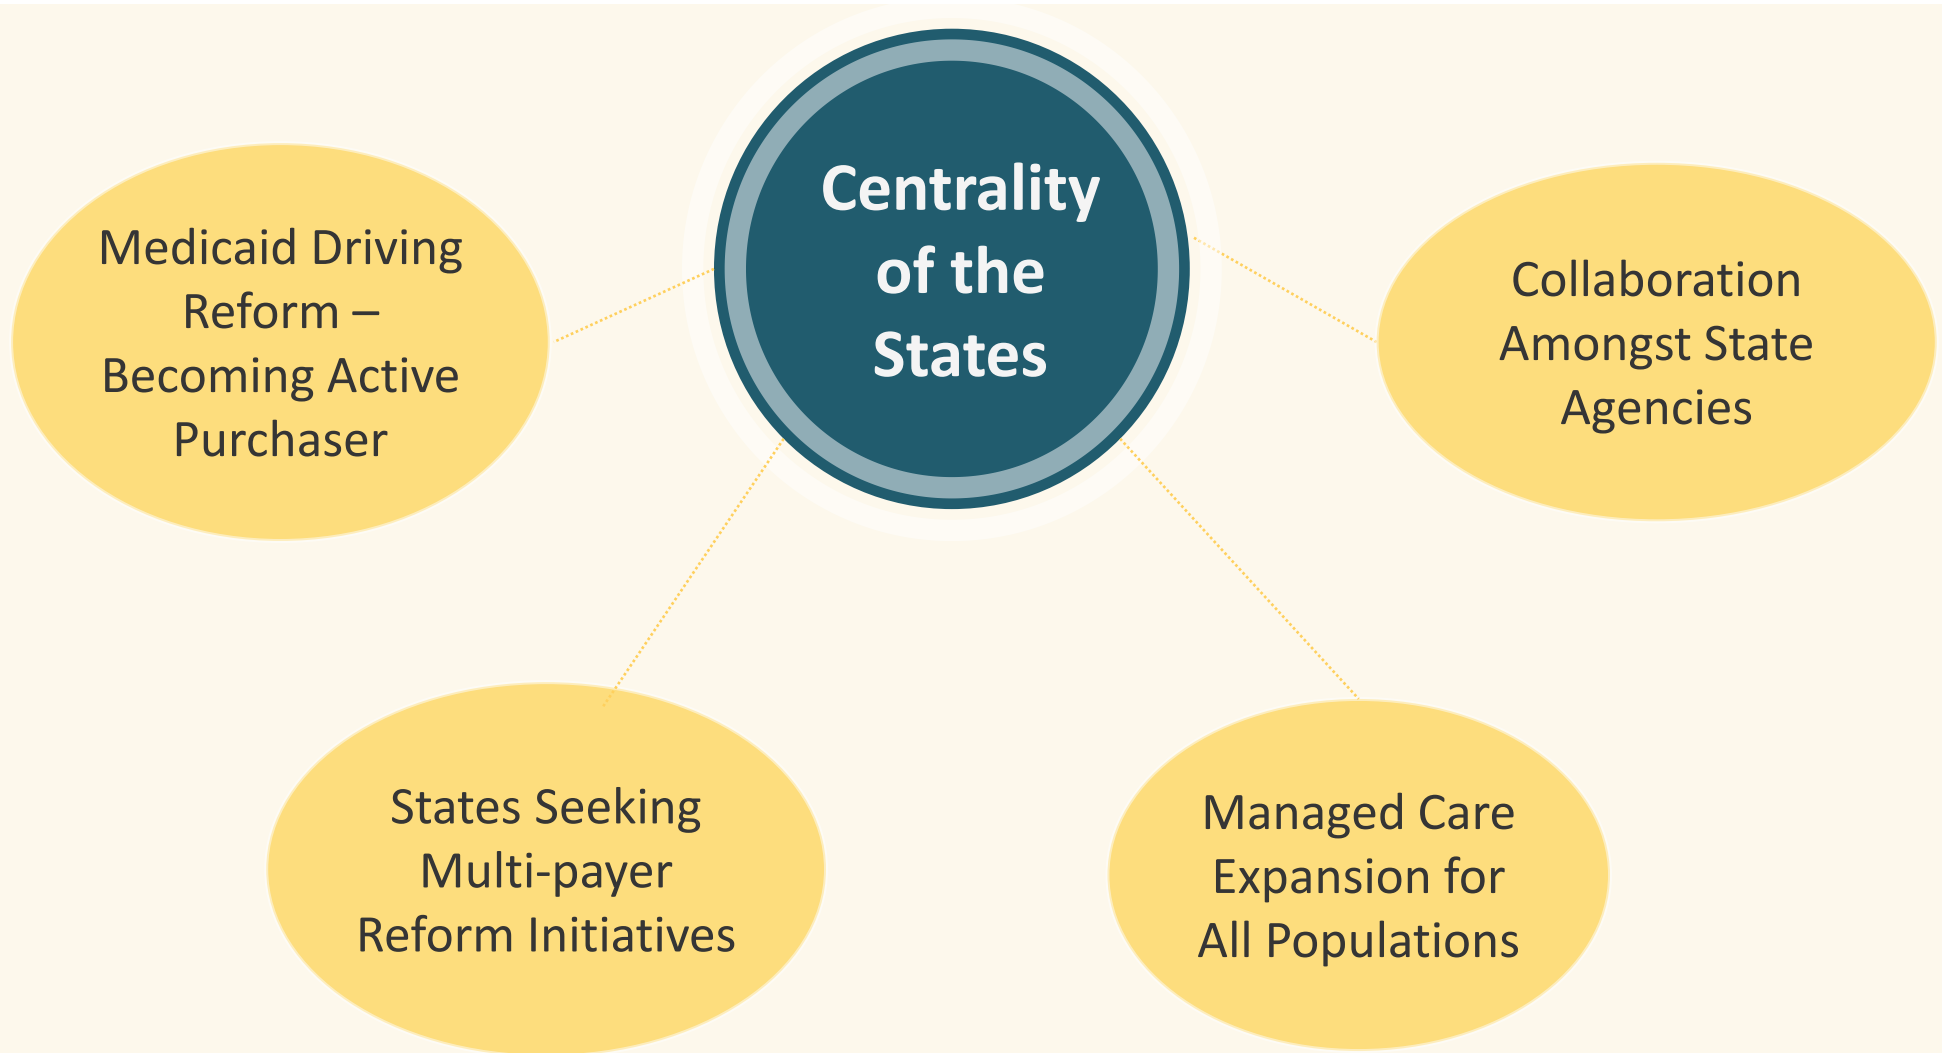 Centrality
of the
States
Medicaid Driving
Reform –
Becoming Active
Purchaser
Collaboration
Amongst State
Agencies
States Seeking
Multi-payer
Reform Initiatives
Managed Care
Expansion for
All Populations